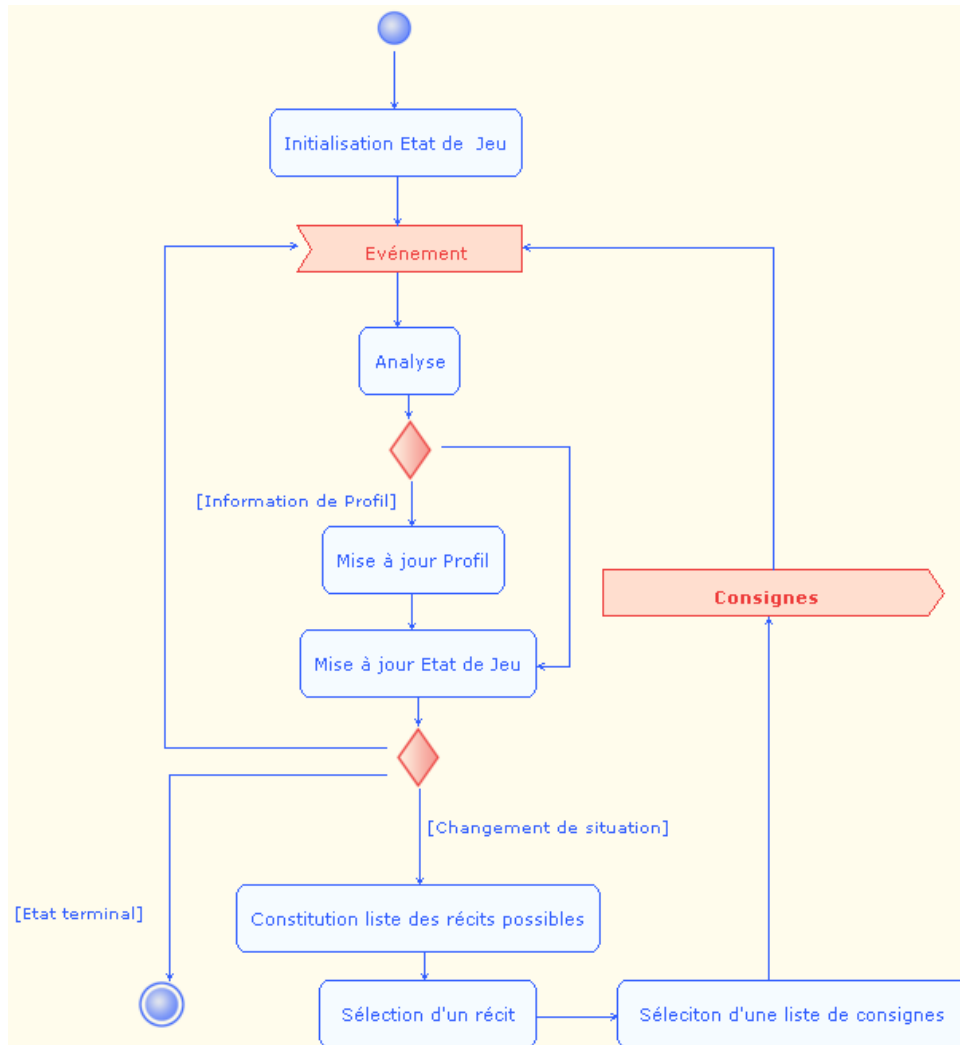 Initialisation Etat de Jeu
Evénement
Analyse
[Information de Profil]
Mise à jour Profil
Consignes
Mise à jour Etat de Jeu
[Changement de situation]
[Etat terminal]
Constitution liste des récits possibles
Sélection d'un récit
Séleciton d'une liste de consignes